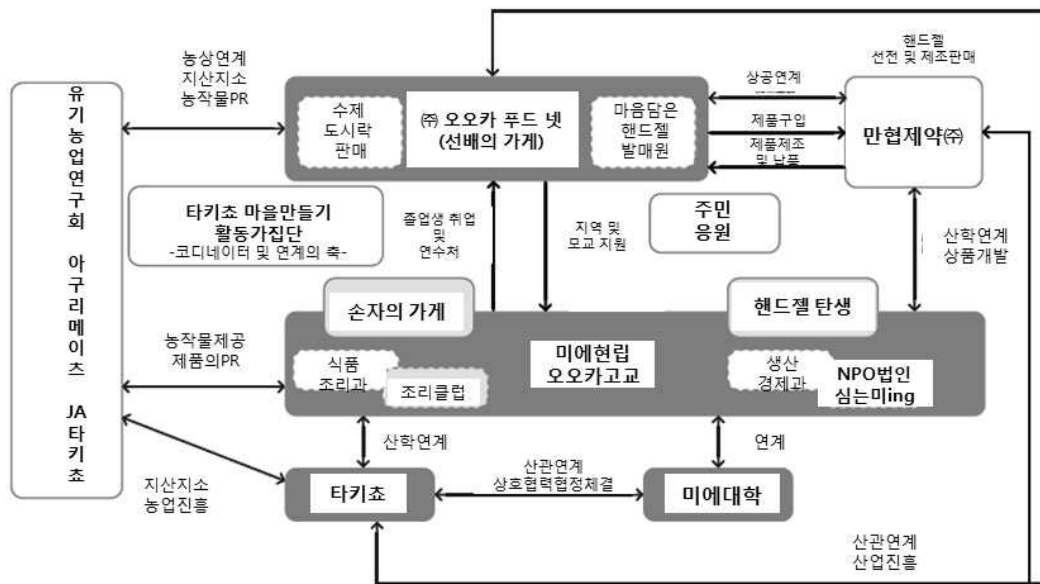 핸드젤
선전 및 제조판매
농상연계
지산지소
농작물PR
상공연계
유기농업연구회 아구리메이츠 JA타키쵸
수제
도시락
판매
㈜ 오오카 푸드 넷
(선배의 가게)
마음담은
핸드젤
발매원
제품구입
제품제조
및 납품
만협제약㈜
타키쵸 마을만들기
활동가집단
-코디네이터 및 연계의 축-
졸업생 취업
및
연수처
지역 및
모교 지원
주민
응원
산학연계
상품개발
손자의 가게
핸드젤 탄생
농작물제공
제품의PR
식품
조리과
조리클럽
미에현립
오오카고교
생산
경제과
NPO법인
심는미ing
산학연계
연계
지산지소
농업진흥
타키쵸
산관연계
상호협력협정체결
미에대학
산관연계
산업진흥